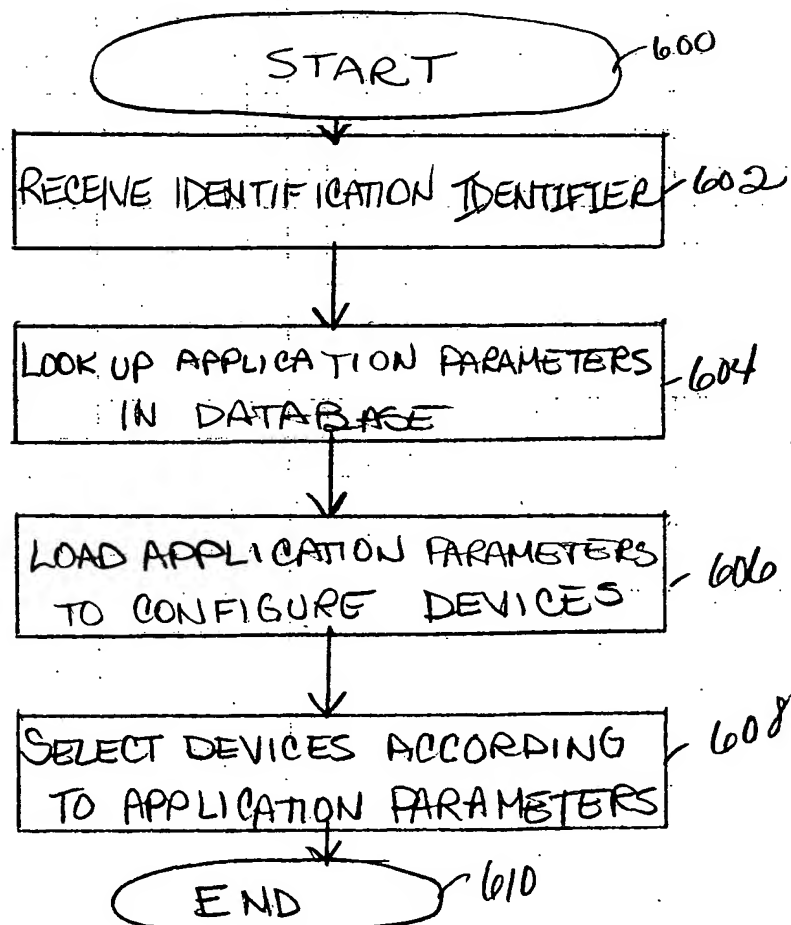 START
600
RECEIVE IDENTIFICATION IDENTIFIER
602
LOOK UP APPLICATION PARAMETERS
IN DATABASE
604
LOAD APPLICATION PARAMETERS
TO CONFIGURE DEVICES
606
SELECT DEVICES ACCORDING
TO APPLICATION PARAMETERS
608
END
610